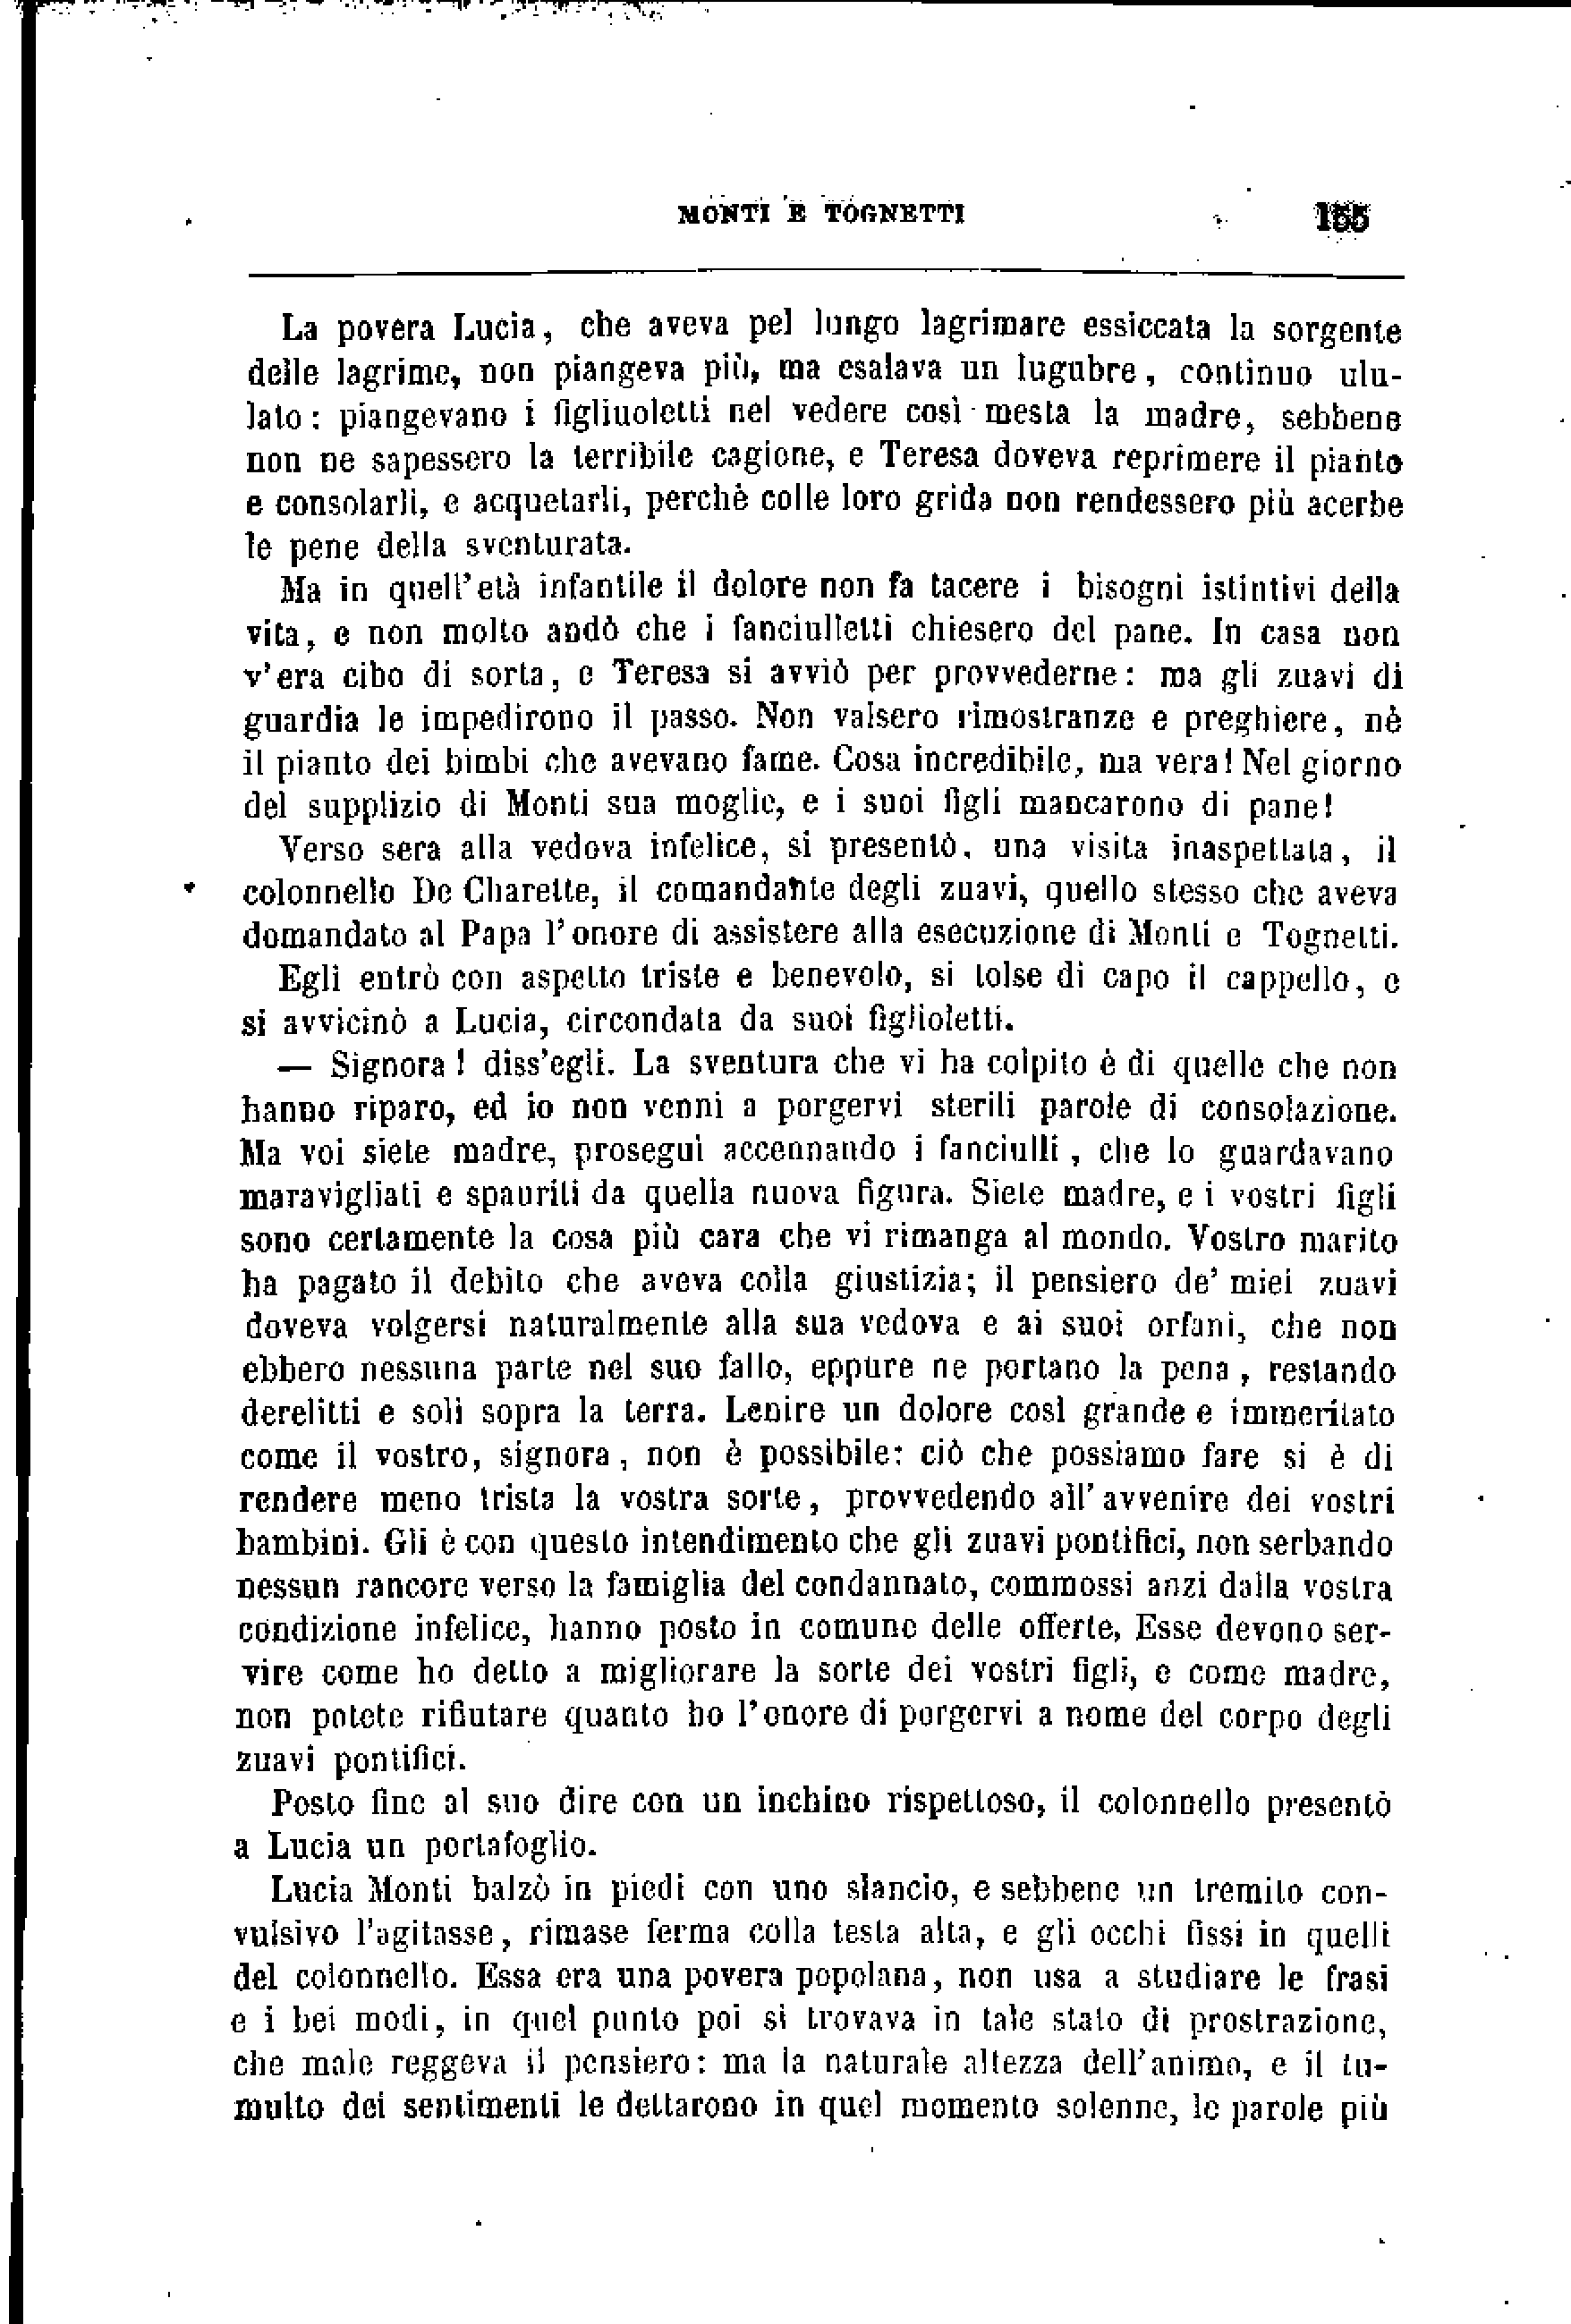 MONTI E TOGNETTI 155
La povera Lucia, che aveva pel lungo lagrimare essiccata la sorgente
delle lagrime, non piangeva più, ma esalava un lugubre, continuo ulu-
lato: piangevano i figliuoletti nel vedere così mesta la madre, sebbene
non ne sapessero la terribile cagione, e Teresa doveva reprimere il pianto
e consolarli, e acquetarli, perchè colle loro grida non rendessero più acerbe
le pene della sventurata.
Ma in quell'età infantile il dolore non fa tacere i bisogni istintivi della
vita, e non molto andò che i fanciulletti chiesero del pane. In casa non
v'era cibo di sorta, e Teresa si avviò per provvederne: ma gli zuavi di
guardia le impedirono il passo. Non valsero rimostranze e preghiere, nè
il pianto dei bimbi che avevano fame. Cosa incredibile, ma vera! Nel giorno
del supplizio di Monti sua moglie, e i suoi figli mancarono di pane!
Verso sera alla vedova infelice, si presentò, una visita inaspettata, il
colonnello De Charette, il comandante degli zuavi, quello stesso che aveva
domandato al Papa l'onore di assistere alla esecuzione di Monti e Tognetti.
Egli entrò con aspetto triste e benevolo, si tolse di capo il cappello, e
si avvicinò a Lucia, circondata da suoi figlioletti.
— Signora! diss'egli. La sventura che vi ha colpito è di quelle che non
hanno riparo, ed io non venni a porgervi sterili parole di consolazione.
Ma voi siete madre, proseguì accennando i fanciulli, che lo guardavano
maravigliati e spauriti da quella nuova figura. Siete madre, e i vostri figli
sono certamente la cosa più cara che vi rimanga al mondo. Vostro marito
ha pagato il debito che aveva colla giustizia; il pensiero de' miei zuavi
doveva volgersi naturalmente alla sua vedova e ai suoi orfani, che non
ebbero nessuna parte nel suo fallo, eppure ne portano la pena, restando
derelitti e soli sopra la terra. Lenire un dolore così grande e immeritato
come il vostro, signora, non è possibile: ciò che possiamo fare si è di
rendere meno trista la vostra sorte, provvedendo all'avvenire dei vostri
bambini. Gli è con questo intendimento che gli zuavi pontifici, non serbando
nessun rancore verso la famiglia del condannato, commossi anzi dalla vostra
condizione infelice, hanno posto in comune delle offerte, Esse devono ser-
vire come ho detto a migliorare la sorte dei vostri figli, e come madre,
non potete rifiutare quanto ho l'onore di porgervi a nome del corpo degli
zuavi pontifici.
Posto fine al suo dire con un inchino rispettoso, il colonnello presentò
a Lucia un portafoglio.
Lucia Monti balzò in piedi con uno slancio, e sebbene un tremito con-
vulsivo l'agitasse, rimase ferma colla testa alta, e gli occhi fissi in quelli
del colonnello. Essa era una povera popolana, non usa a studiare le frasi
e i bei modi, in quel punto poi si trovava in tale stato di prostrazione,
che male reggeva il pensiero: ma la naturale altezza dell'animo, e il tu-
multo dei sentimenti le dettarono in quel momento solenne, le parole più